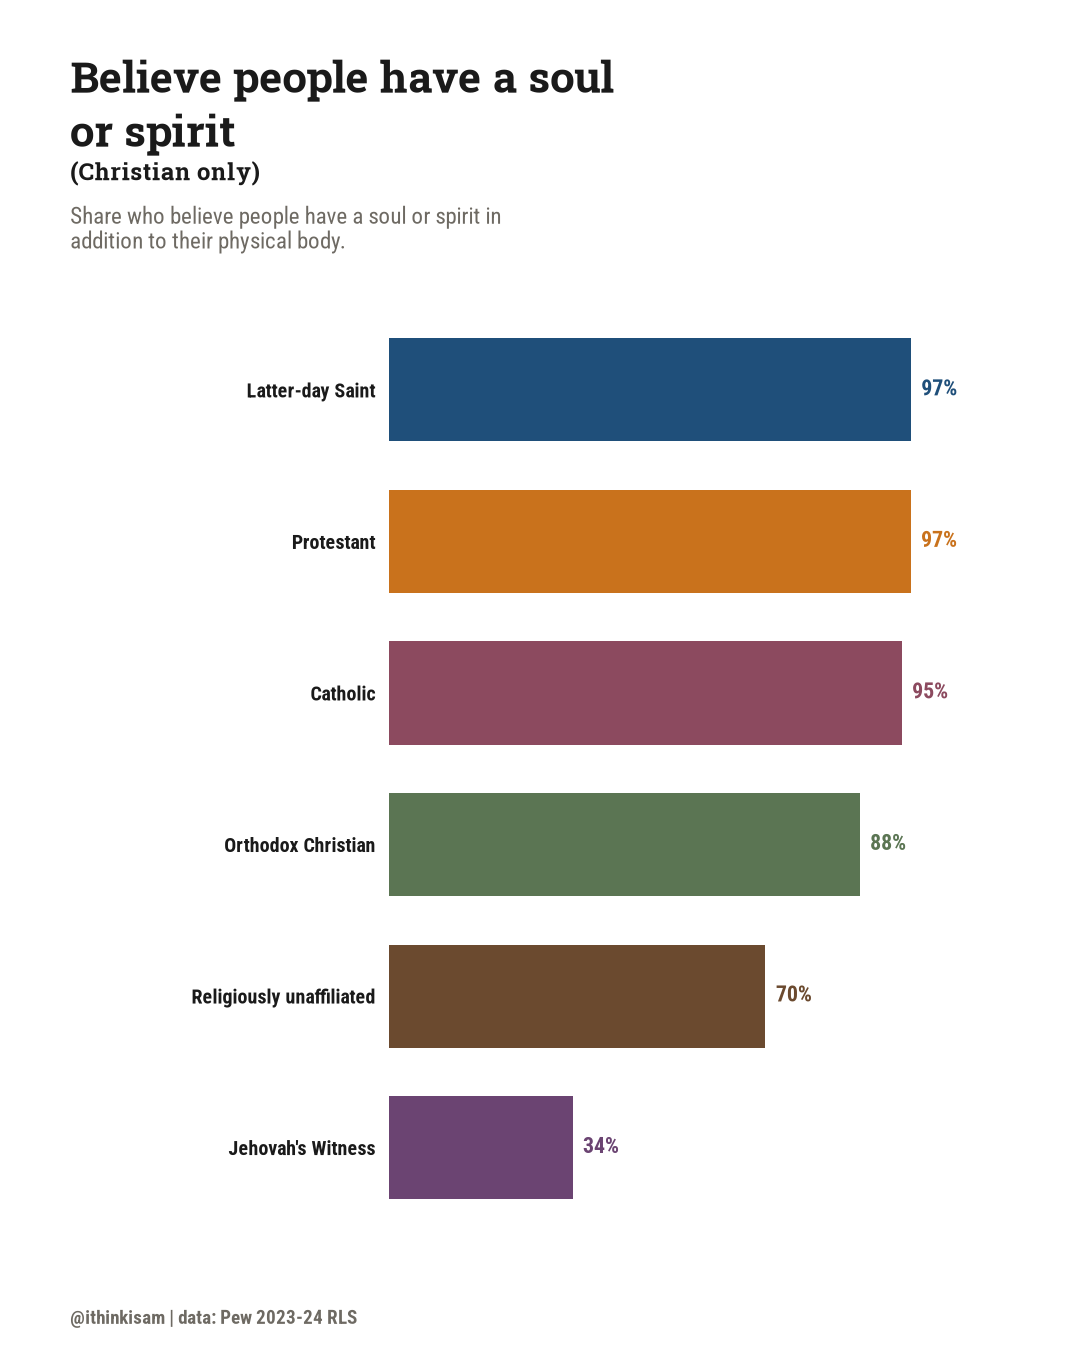 Believe people have a soul
or spirit
(Christian only)
Share who believe people have a soul or spirit in
addition to their physical body.
Latter-day Saint 97%
Protestant 97%
Catholic 95%
Orthodox Christian 88%
Religiously unaffiliated 70%
Jehovah's Witness 34%
@ithinkisam | data: Pew 2023-24 RLS